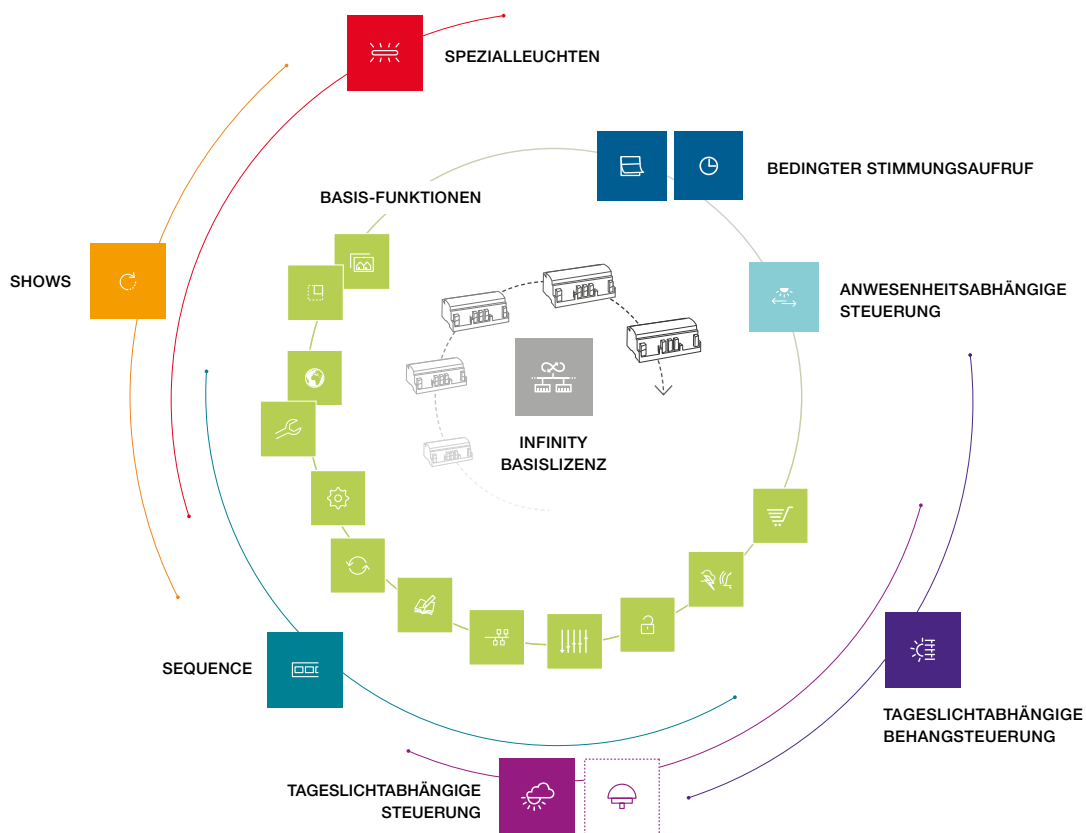 SPEZIALLEUCHTEN
BEDINGTER STIMMUNGSAUFRUF
BASIS-FUNKTIONEN
SHOWS
ANWESENHEITSABHÄNGIGE
STEUERUNG
INFINITY
BASISLIZENZ
SEQUENCE
TAGESLICHTABHÄNGIGE
BEHANGSTEUERUNG
TAGESLICHTABHÄNGIGE
STEUERUNG